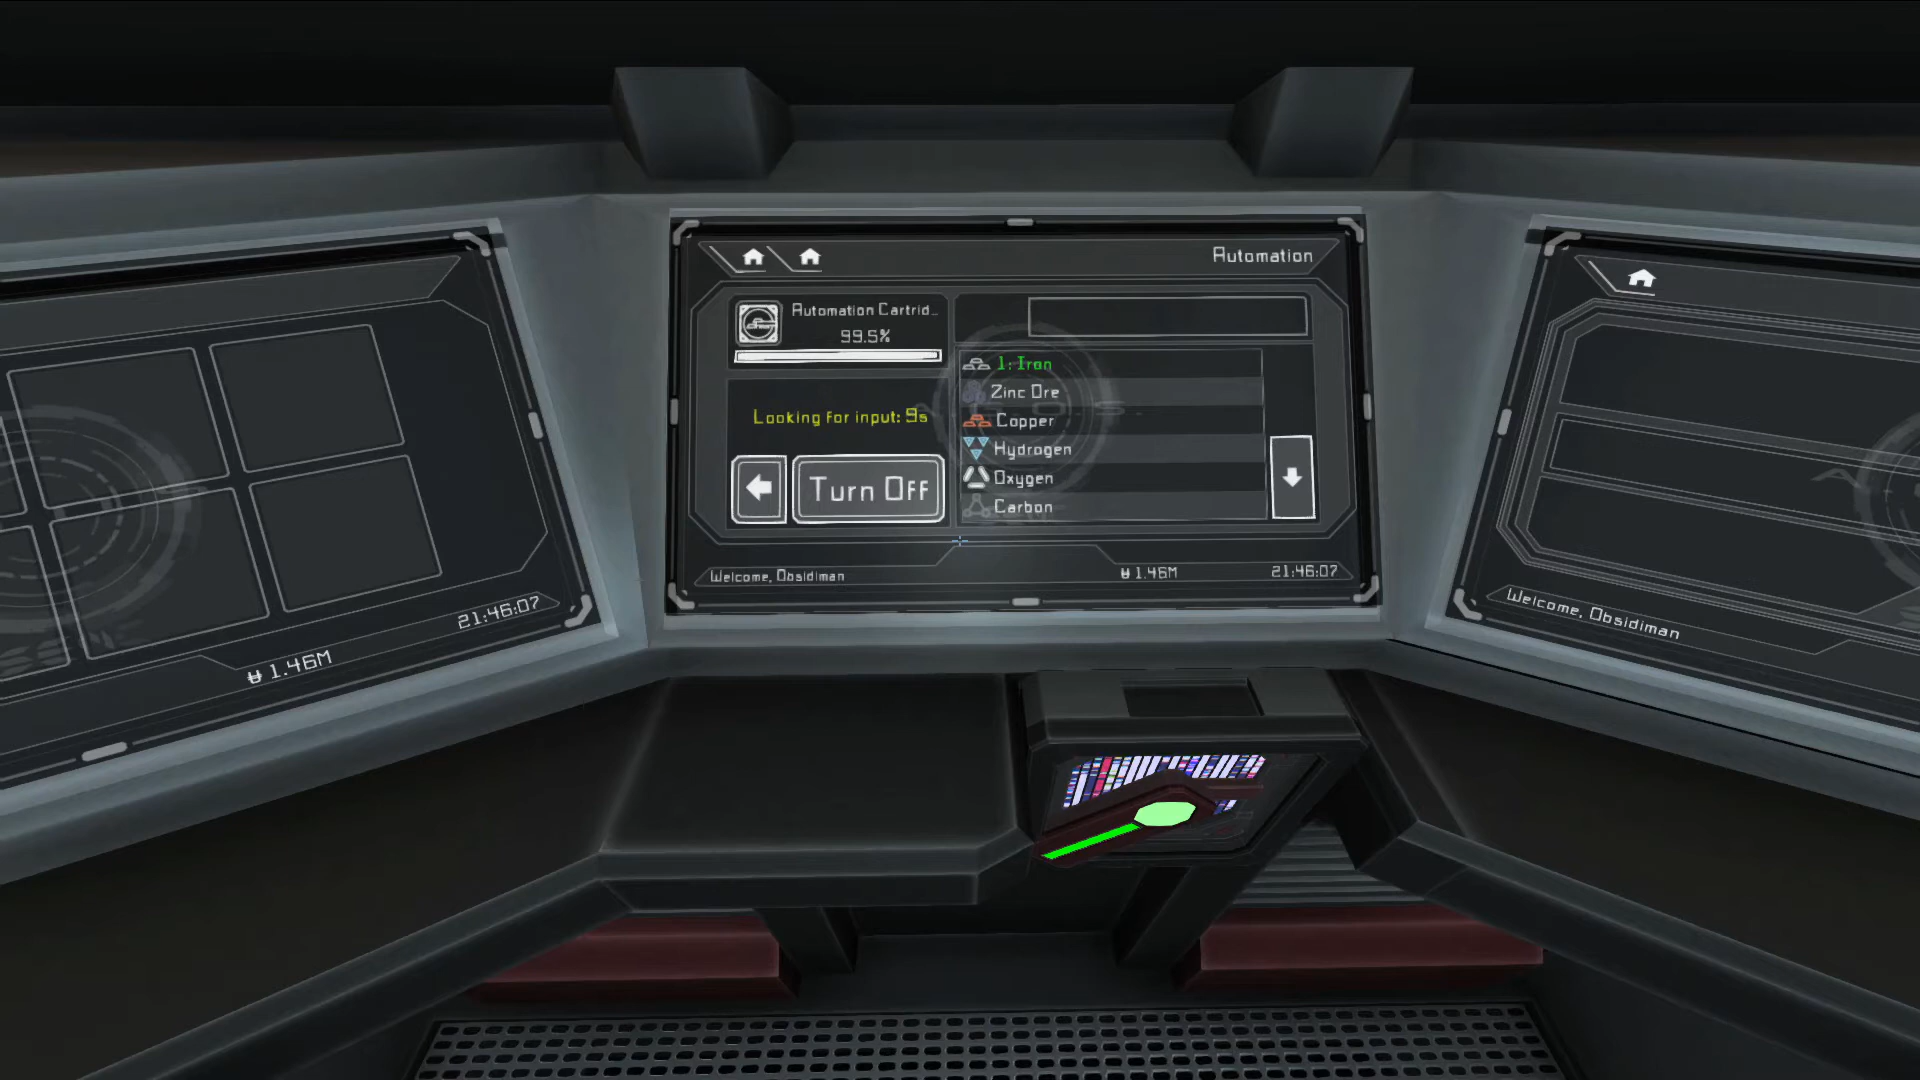 Automation
Automation Cartrid...
99.5%
1: Iron
Zinc Ore
Looking for input: 9s
Copper
Hydrogen
Turn Off
Oxygen
Carbon
Welcome, Obsidiman
1.46M
21:46:07
21:46:07
1.46M
Welcome, Obsidiman